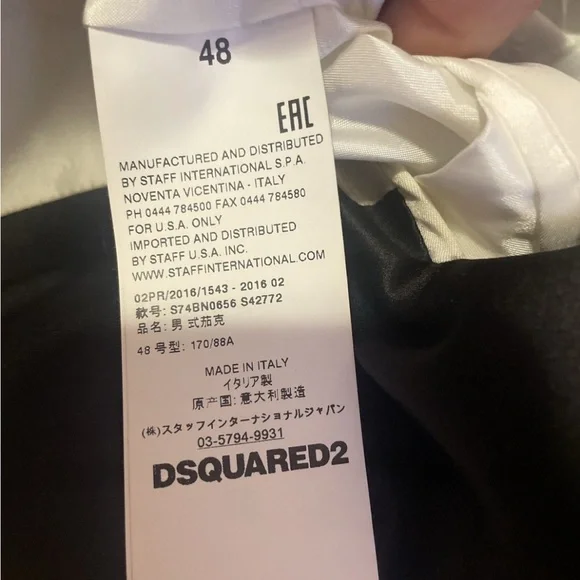 48
EAC
MANUFACTURED AND DISTRIBUTED
BY STAFF INTERNATIONAL S.P.A.
NOVENTA VICENTINA - ITALY
PH 0444 784500 FAX 0444 784580
FOR U.S.A. ONLY
IMPORTED AND DISTRIBUTED
BY STAFF U.S.A. INC.
WWW.STAFFINTERNATIONAL.COM
02PR/2016/1543 - 2016 02
款号: S74BN0656 S42772
品名: 男 式茄克
48 号型: 170/88A
MADE IN ITALY
イタリア製
原产国: 意大利製造
(株)スタッフインターナショナルジャパン
03-5794-9931
DSQUARED2